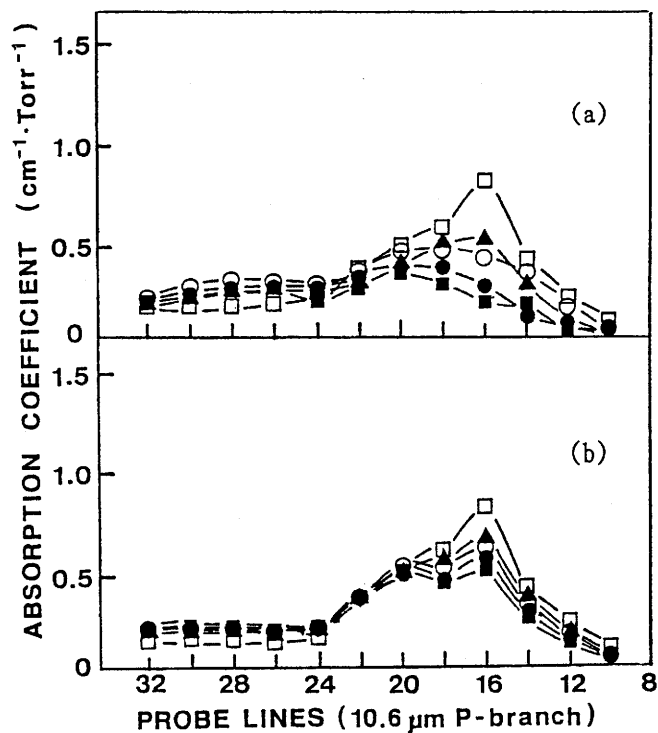 ABSORPTION COEFFICIENT (cm⁻¹·Torr⁻¹)
1.5
1.0
0.5
0
(a)
1.5
1.0
0.5
0
(b)
32 28 24 20 16 12 8
PROBE LINES (10.6 μm P-branch)